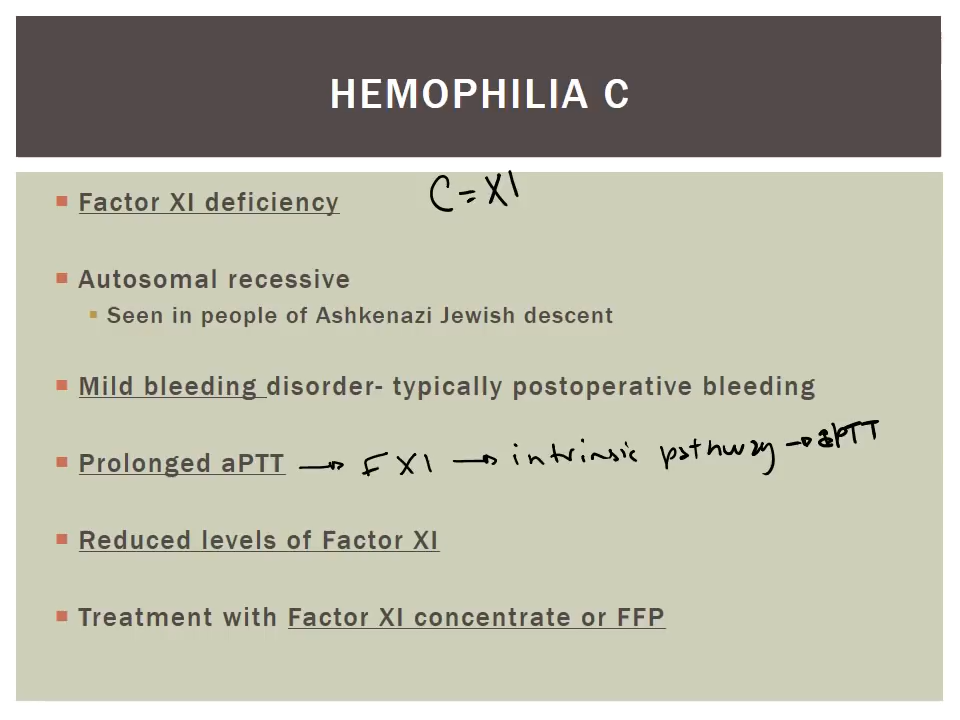 HEMOPHILIA C
Factor XI deficiency C = XI
Autosomal recessive
Seen in people of Ashkenazi Jewish descent
Mild bleeding disorder- typically postoperative bleeding
Prolonged aPTT → F XI → intrinsic pathway → aPTT
Reduced levels of Factor XI
Treatment with Factor XI concentrate or FFP